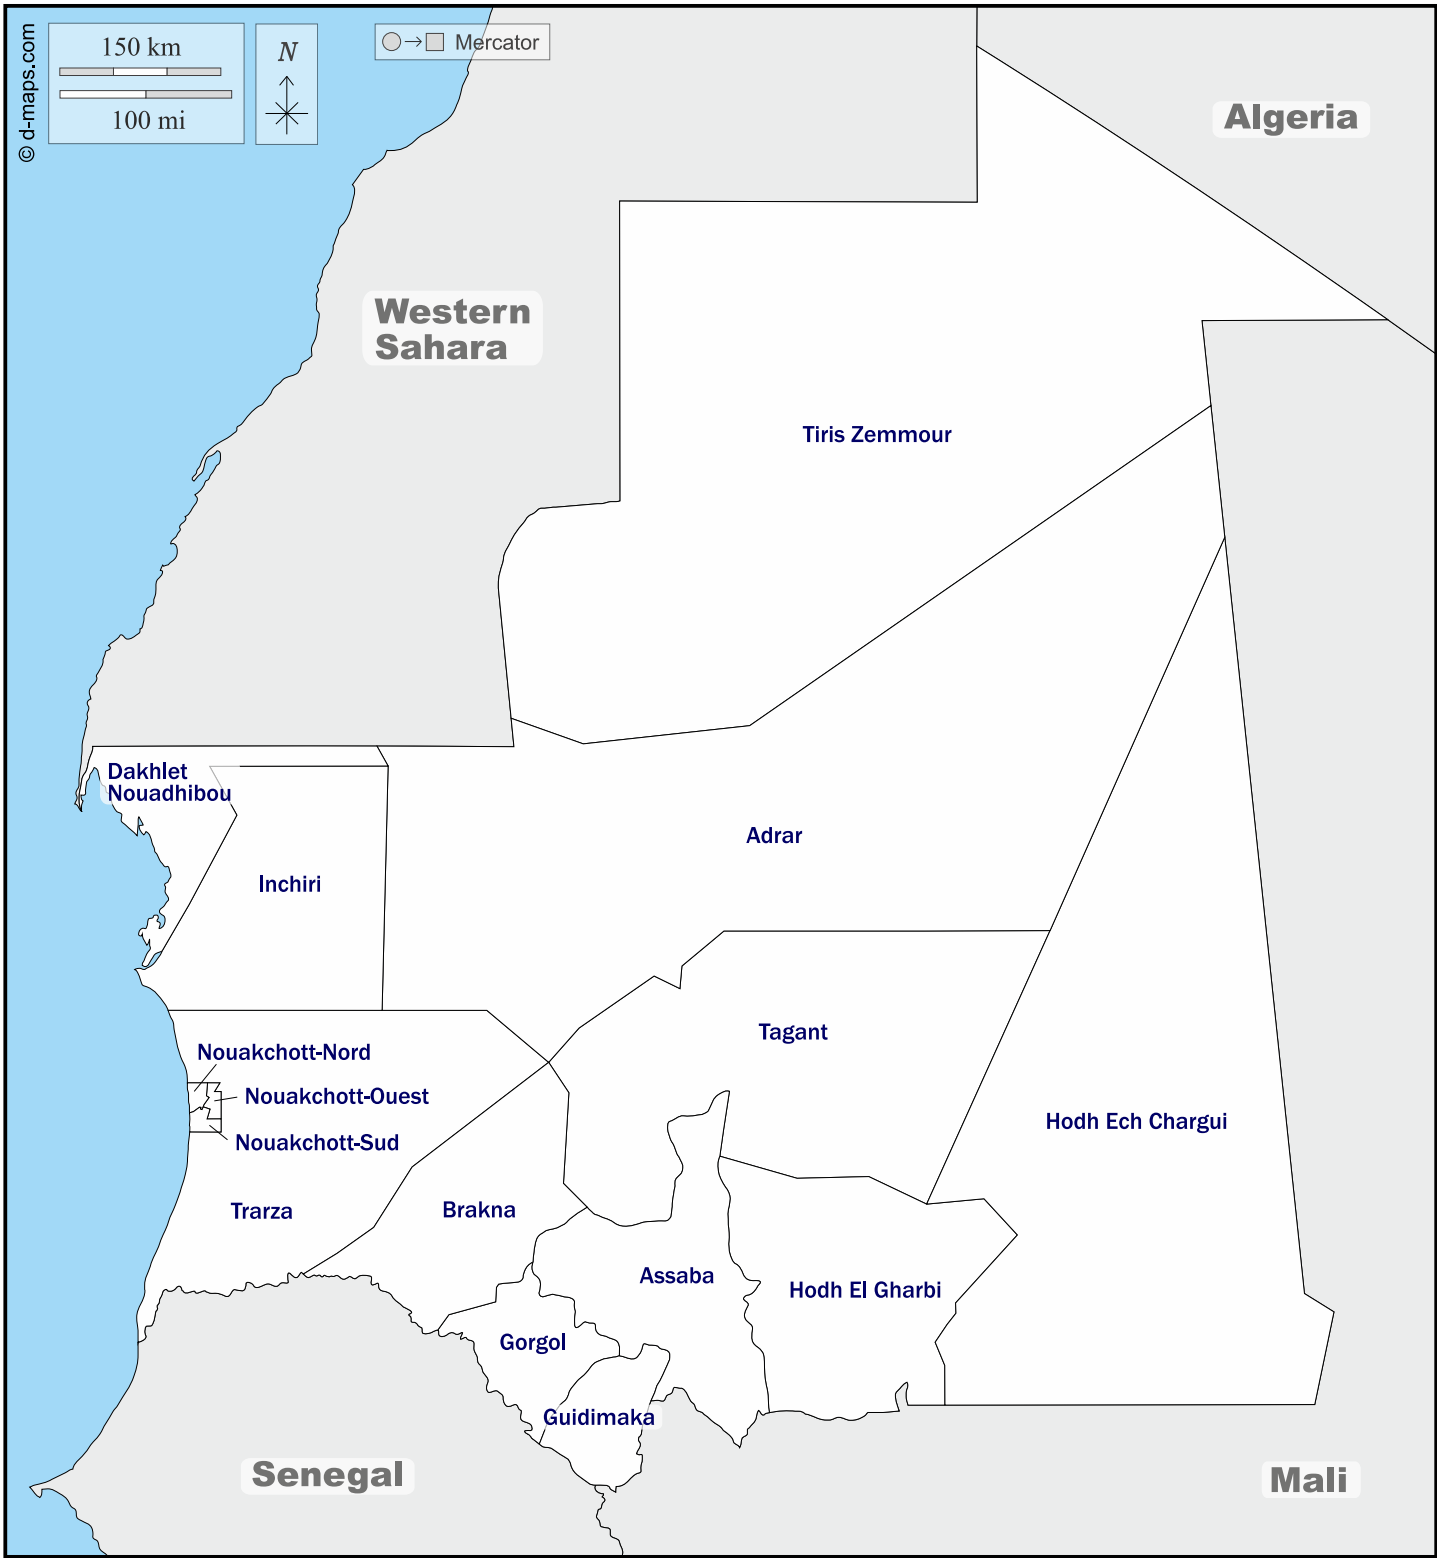 © d-maps.com
150 km
100 mi
N
Mercator
Algeria
Western
Sahara
Tiris Zemmour
Dakhlet
Nouadhibou
Adrar
Inchiri
Tagant
Nouakchott-Nord
Nouakchott-Ouest
Nouakchott-Sud
Hodh Ech Chargui
Trarza
Brakna
Assaba
Hodh El Gharbi
Gorgol
Guidimaka
Senegal
Mali